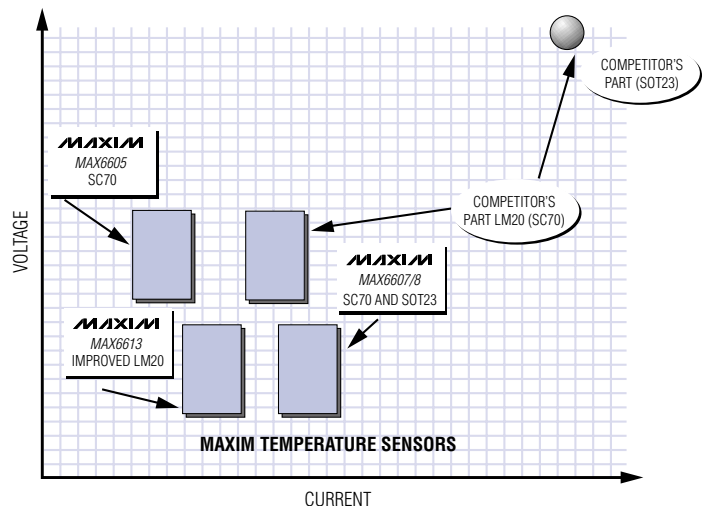 COMPETITOR'S
PART (SOT23)
MAXIM
MAX6605
SC70
COMPETITOR'S
PART LM20 (SC70)
VOLTAGE
MAXIM
MAX6607/8
SC70 AND SOT23
MAXIM
MAX6613
IMPROVED LM20
MAXIM TEMPERATURE SENSORS
CURRENT